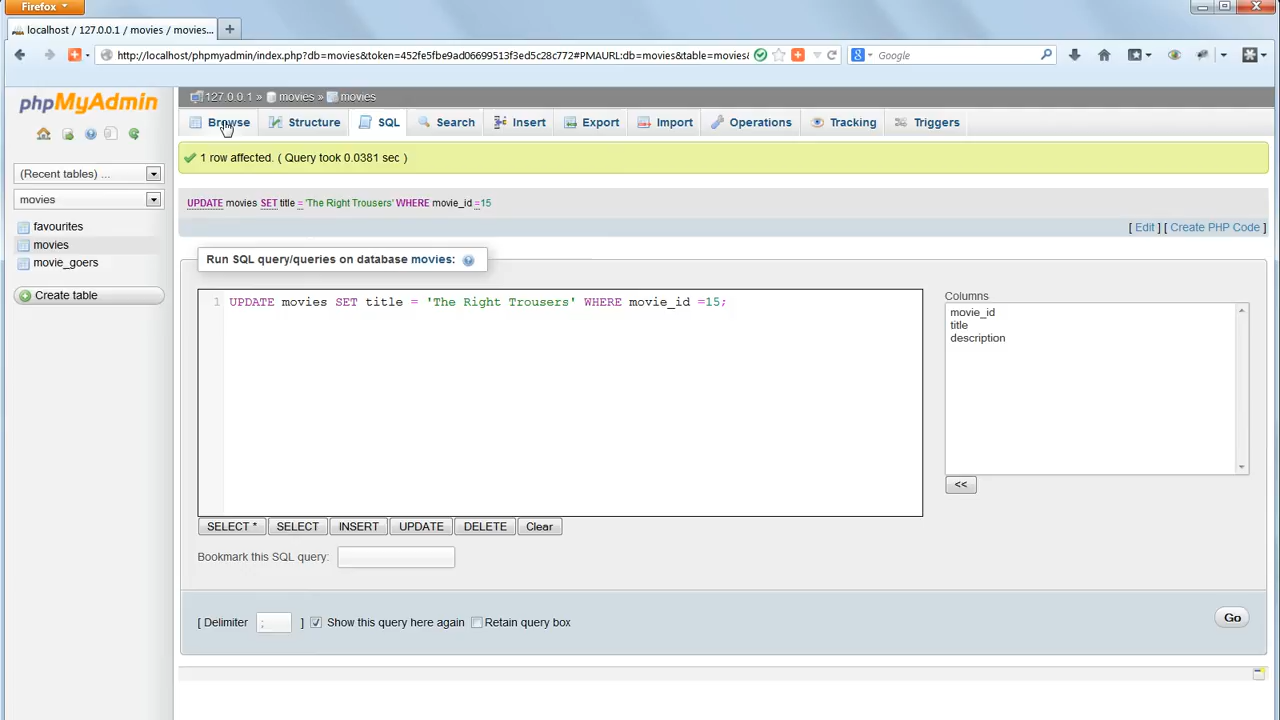 Firefox
localhost / 127.0.0.1 / movies / movies...
http://localhost/phpmyadmin/index.php?db=movies&token=452fe5fbe9ad06699513f3ed5c28c772#PMAURL:db=movies&table=movies&
Google
phpMyAdmin
127.0.0.1 » movies » movies
Browse Structure SQL Search Insert Export Import Operations Tracking Triggers
1 row affected. ( Query took 0.0381 sec )
(Recent tables) ...
movies
UPDATE movies SET title = 'The Right Trousers' WHERE movie_id =15
favourites
[ Edit ] [ Create PHP Code ]
movies
movie_goers
Run SQL query/queries on database movies:
Create table
Columns
1 UPDATE movies SET title = 'The Right Trousers' WHERE movie_id =15;
movie_id
title
description
<<
SELECT * SELECT INSERT UPDATE DELETE Clear
Bookmark this SQL query:
[ Delimiter ; ] Show this query here again Retain query box
Go